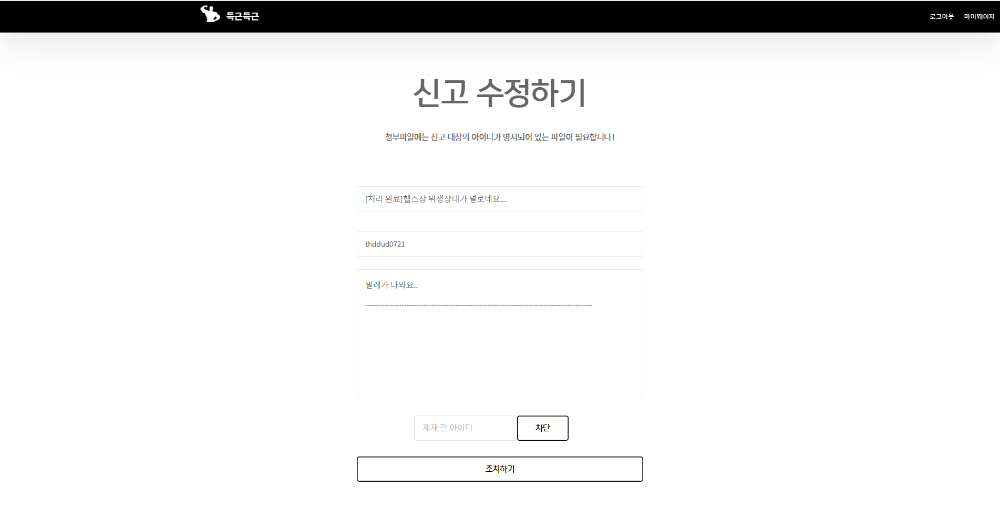 득근득근
로그아웃 마이페이지
신고 수정하기
첨부파일에는 신고 대상의 아이디가 명시되어 있는 파일이 필요합니다!
[처리 완료]헬스장 위생상태가 별로네요...
thddud0721
벌레가 나와요..
---------------------------------------------------------------------------------------------
제재 할 아이디
차단
조치하기